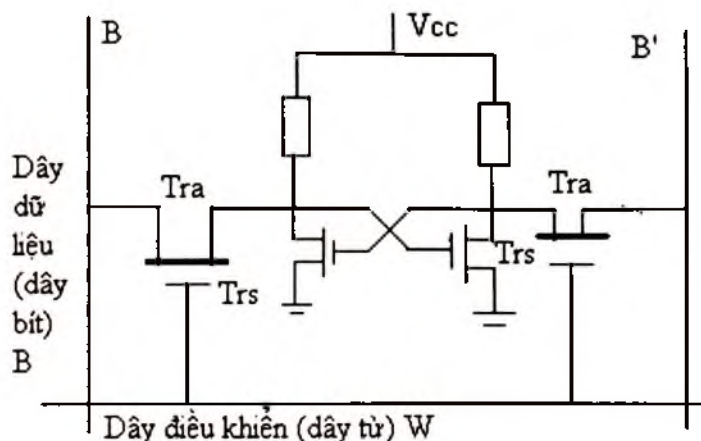 B
Vcc
B'
Dây
dữ
liệu
(dây
bít)
B
Tra
Tra
Trs
Trs
Dây điều khiển (dây từ) W